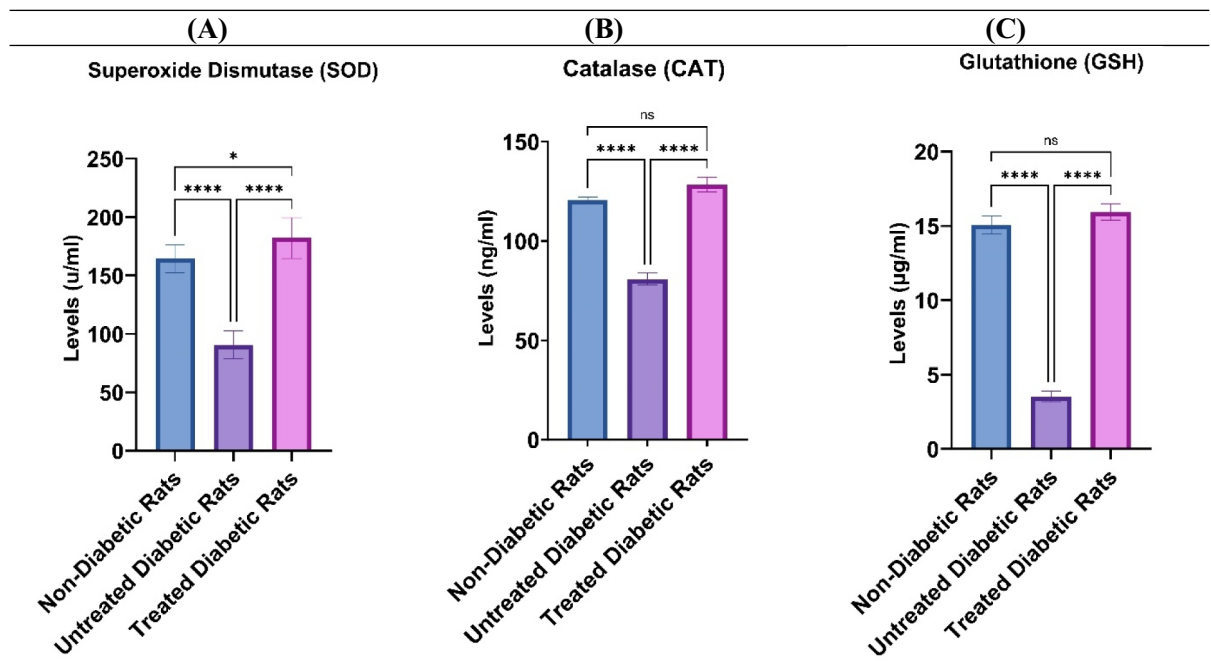 (A)
Superoxide Dismutase (SOD)
*
****
****
250
200
150
100
50
0
Levels (u/ml)
Non-Diabetic Rats
Untreated Diabetic Rats
Treated Diabetic Rats
(B)
Catalase (CAT)
ns
****
****
150
100
50
0
Levels (ng/ml)
Non-Diabetic Rats
Untreated Diabetic Rats
Treated Diabetic Rats
(C)
Glutathione (GSH)
ns
****
****
20
15
10
5
0
Levels (µg/ml)
Non-Diabetic Rats
Untreated Diabetic Rats
Treated Diabetic Rats